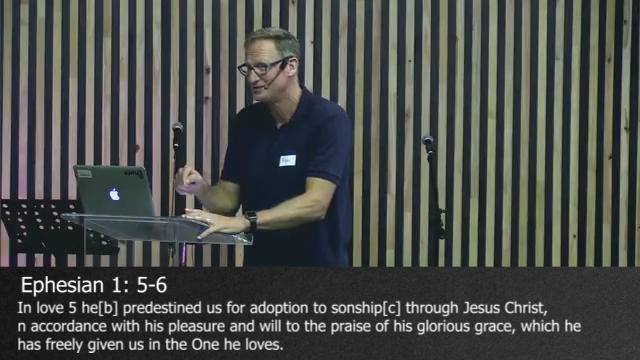 Ephesian 1: 5-6
In love 5 he[b] predestined us for adoption to sonship[c] through Jesus Christ,
n accordance with his pleasure and will to the praise of his glorious grace, which he
has freely given us in the One he loves.